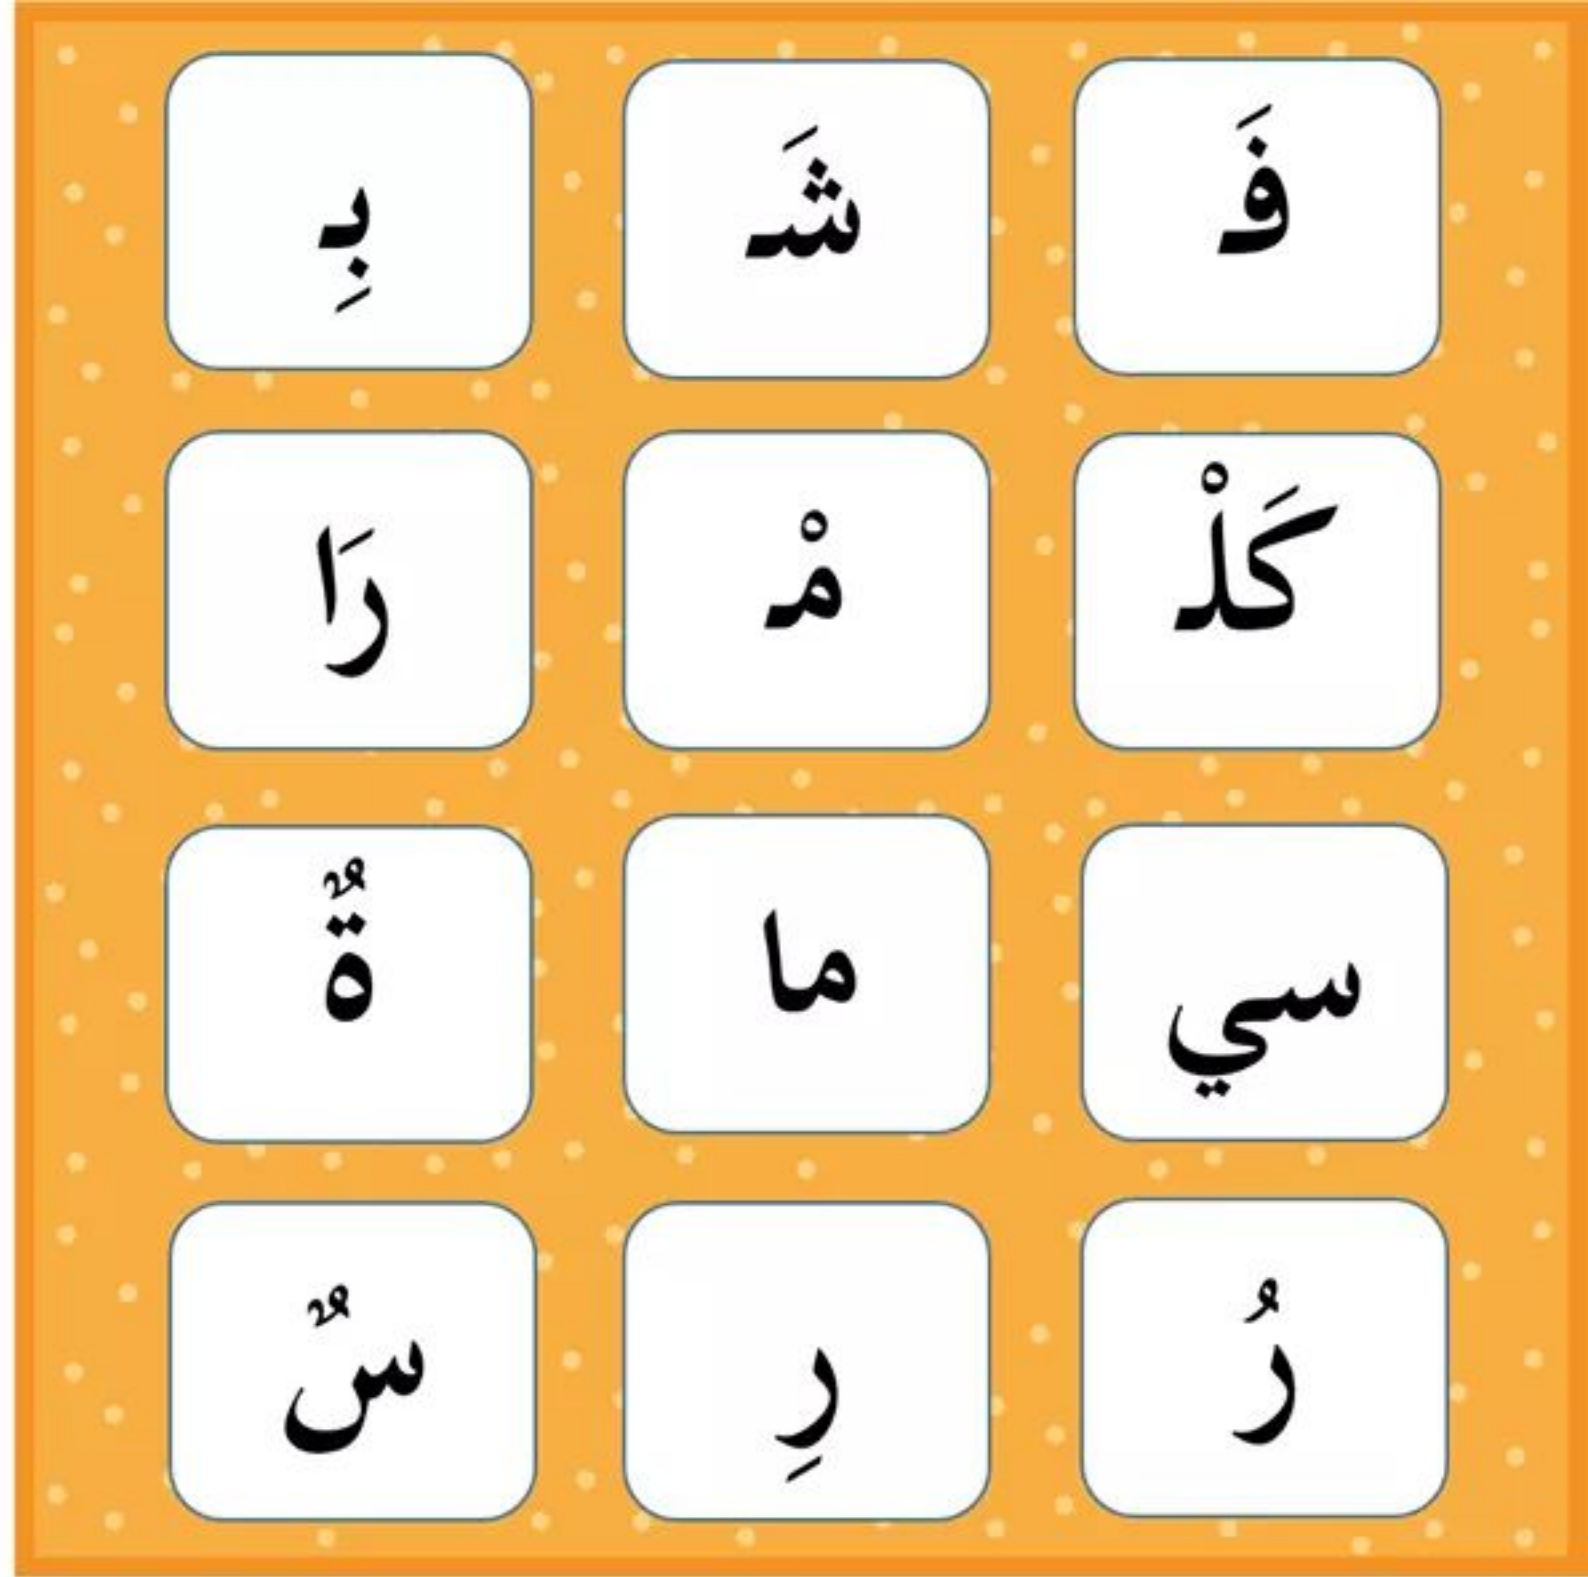 فَـ شَـ بِـ
كَلْـ مْـ رَا
سي ما ةٌ
رُ رِ سٌ